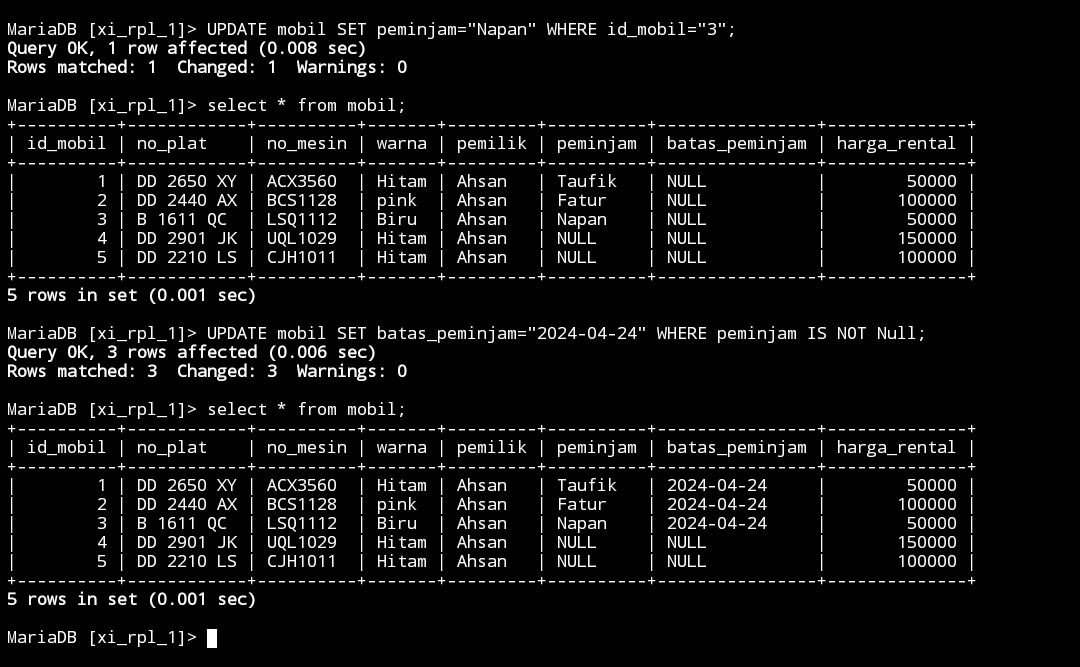 MariaDB [xi_rpl_1]> UPDATE mobil SET peminjam="Napan" WHERE id_mobil="3";
Query OK, 1 row affected (0.008 sec)
Rows matched: 1  Changed: 1  Warnings: 0

MariaDB [xi_rpl_1]> select * from mobil;
+----------+------------+----------+-------+---------+----------+----------------+--------------+
| id_mobil | no_plat    | no_mesin | warna | pemilik | peminjam | batas_peminjam | harga_rental |
+----------+------------+----------+-------+---------+----------+----------------+--------------+
|        1 | DD 2650 XY | ACX3560  | Hitam | Ahsan   | Taufik   | NULL           |        50000 |
|        2 | DD 2440 AX | BCS1128  | pink  | Ahsan   | Fatur    | NULL           |       100000 |
|        3 | B 1611 QC  | LSQ1112  | Biru  | Ahsan   | Napan    | NULL           |        50000 |
|        4 | DD 2901 JK | UQL1029  | Hitam | Ahsan   | NULL     | NULL           |       150000 |
|        5 | DD 2210 LS | CJH1011  | Hitam | Ahsan   | NULL     | NULL           |       100000 |
+----------+------------+----------+-------+---------+----------+----------------+--------------+
5 rows in set (0.001 sec)

MariaDB [xi_rpl_1]> UPDATE mobil SET batas_peminjam="2024-04-24" WHERE peminjam IS NOT Null;
Query OK, 3 rows affected (0.006 sec)
Rows matched: 3  Changed: 3  Warnings: 0

MariaDB [xi_rpl_1]> select * from mobil;
+----------+------------+----------+-------+---------+----------+----------------+--------------+
| id_mobil | no_plat    | no_mesin | warna | pemilik | peminjam | batas_peminjam | harga_rental |
+----------+------------+----------+-------+---------+----------+----------------+--------------+
|        1 | DD 2650 XY | ACX3560  | Hitam | Ahsan   | Taufik   | 2024-04-24     |        50000 |
|        2 | DD 2440 AX | BCS1128  | pink  | Ahsan   | Fatur    | 2024-04-24     |       100000 |
|        3 | B 1611 QC  | LSQ1112  | Biru  | Ahsan   | Napan    | 2024-04-24     |        50000 |
|        4 | DD 2901 JK | UQL1029  | Hitam | Ahsan   | NULL     | NULL           |       150000 |
|        5 | DD 2210 LS | CJH1011  | Hitam | Ahsan   | NULL     | NULL           |       100000 |
+----------+------------+----------+-------+---------+----------+----------------+--------------+
5 rows in set (0.001 sec)

MariaDB [xi_rpl_1]>